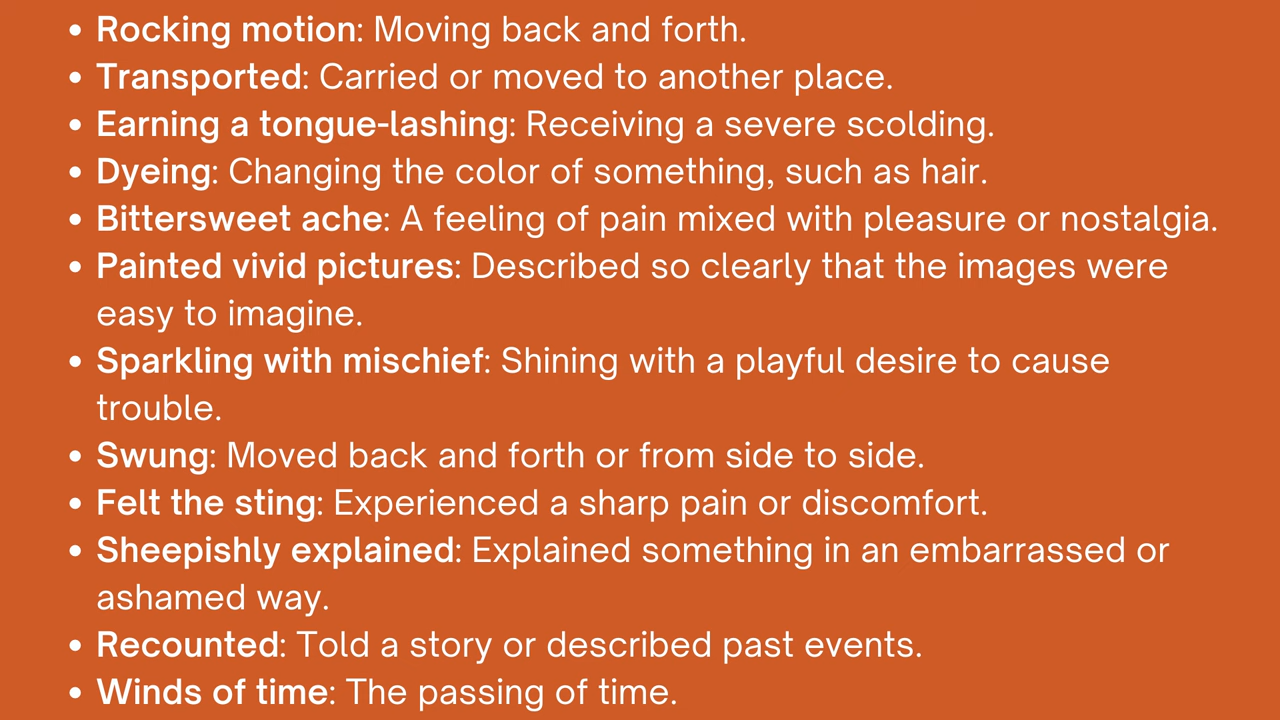 • Rocking motion: Moving back and forth.
• Transported: Carried or moved to another place.
• Earning a tongue-lashing: Receiving a severe scolding.
• Dyeing: Changing the color of something, such as hair.
• Bittersweet ache: A feeling of pain mixed with pleasure or nostalgia.
• Painted vivid pictures: Described so clearly that the images were
easy to imagine.
• Sparkling with mischief: Shining with a playful desire to cause
trouble.
• Swung: Moved back and forth or from side to side.
• Felt the sting: Experienced a sharp pain or discomfort.
• Sheepishly explained: Explained something in an embarrassed or
ashamed way.
• Recounted: Told a story or described past events.
• Winds of time: The passing of time.